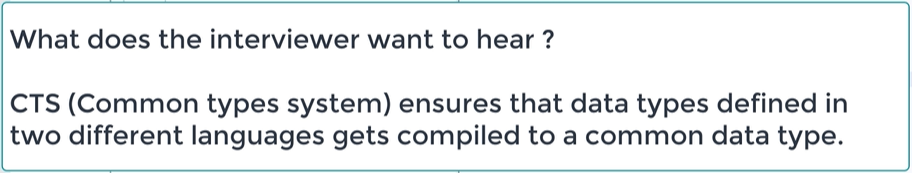 What does the interviewer want to hear ?
CTS (Common types system) ensures that data types defined in
two different languages gets compiled to a common data type.